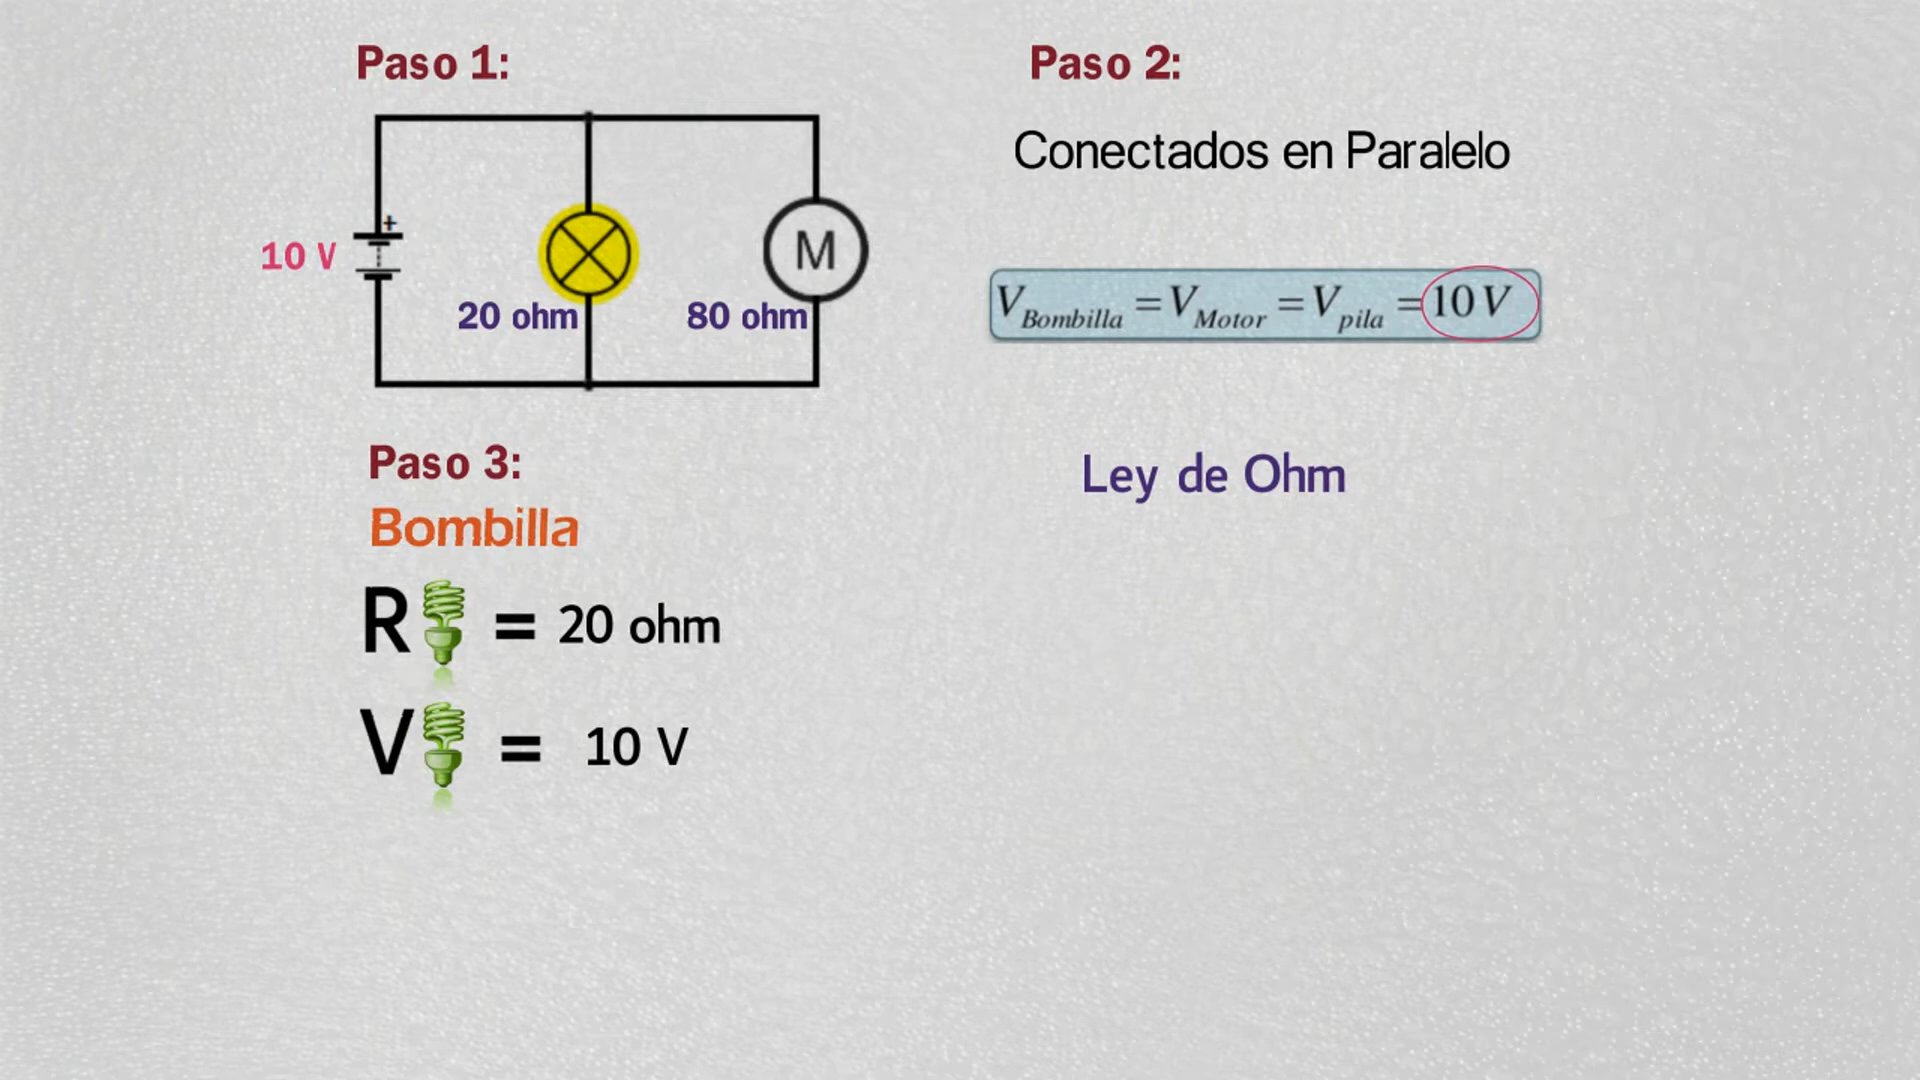 Paso 1:
+
10 V
M
20 ohm
80 ohm
Paso 2:
Conectados en Paralelo
V_Bombilla = V_Motor = V_pila = 10 V
Paso 3:
Bombilla
R = 20 ohm
V = 10 V
Ley de Ohm